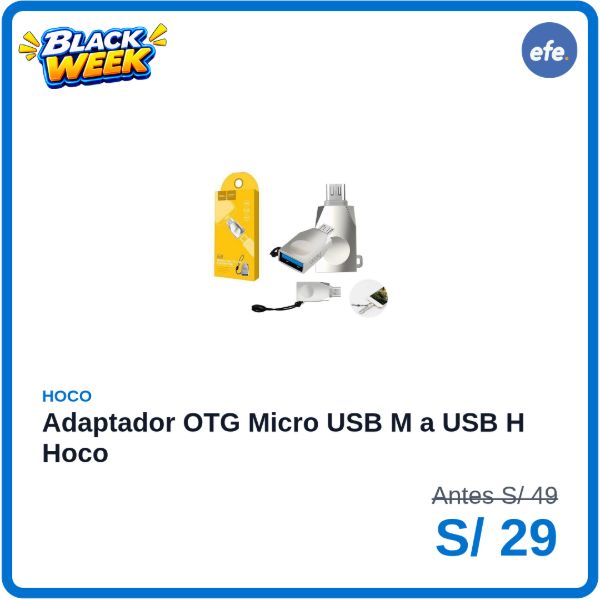 BLACK
WEEK
efe.
HOCO
Adaptador OTG Micro USB M a USB H
Hoco
Antes S/ 49
S/ 29